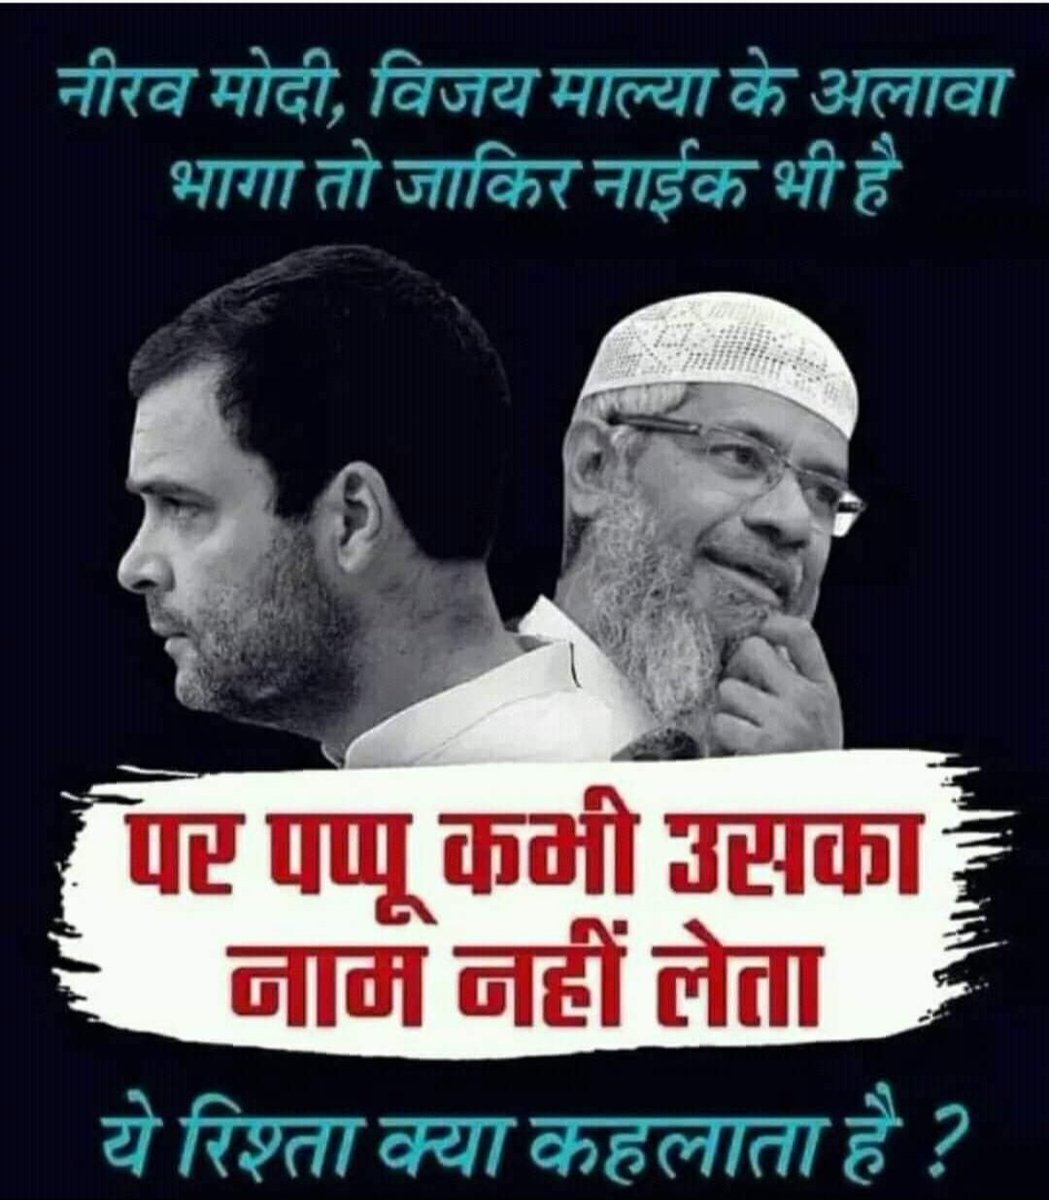 नीरव मोदी, विजय माल्या के अलावा
भागा तो जाकिर नाईक भी है
पर पप्पू कभी उसका
नाम नहीं लेता
ये रिश्ता क्या कहलाता है ?